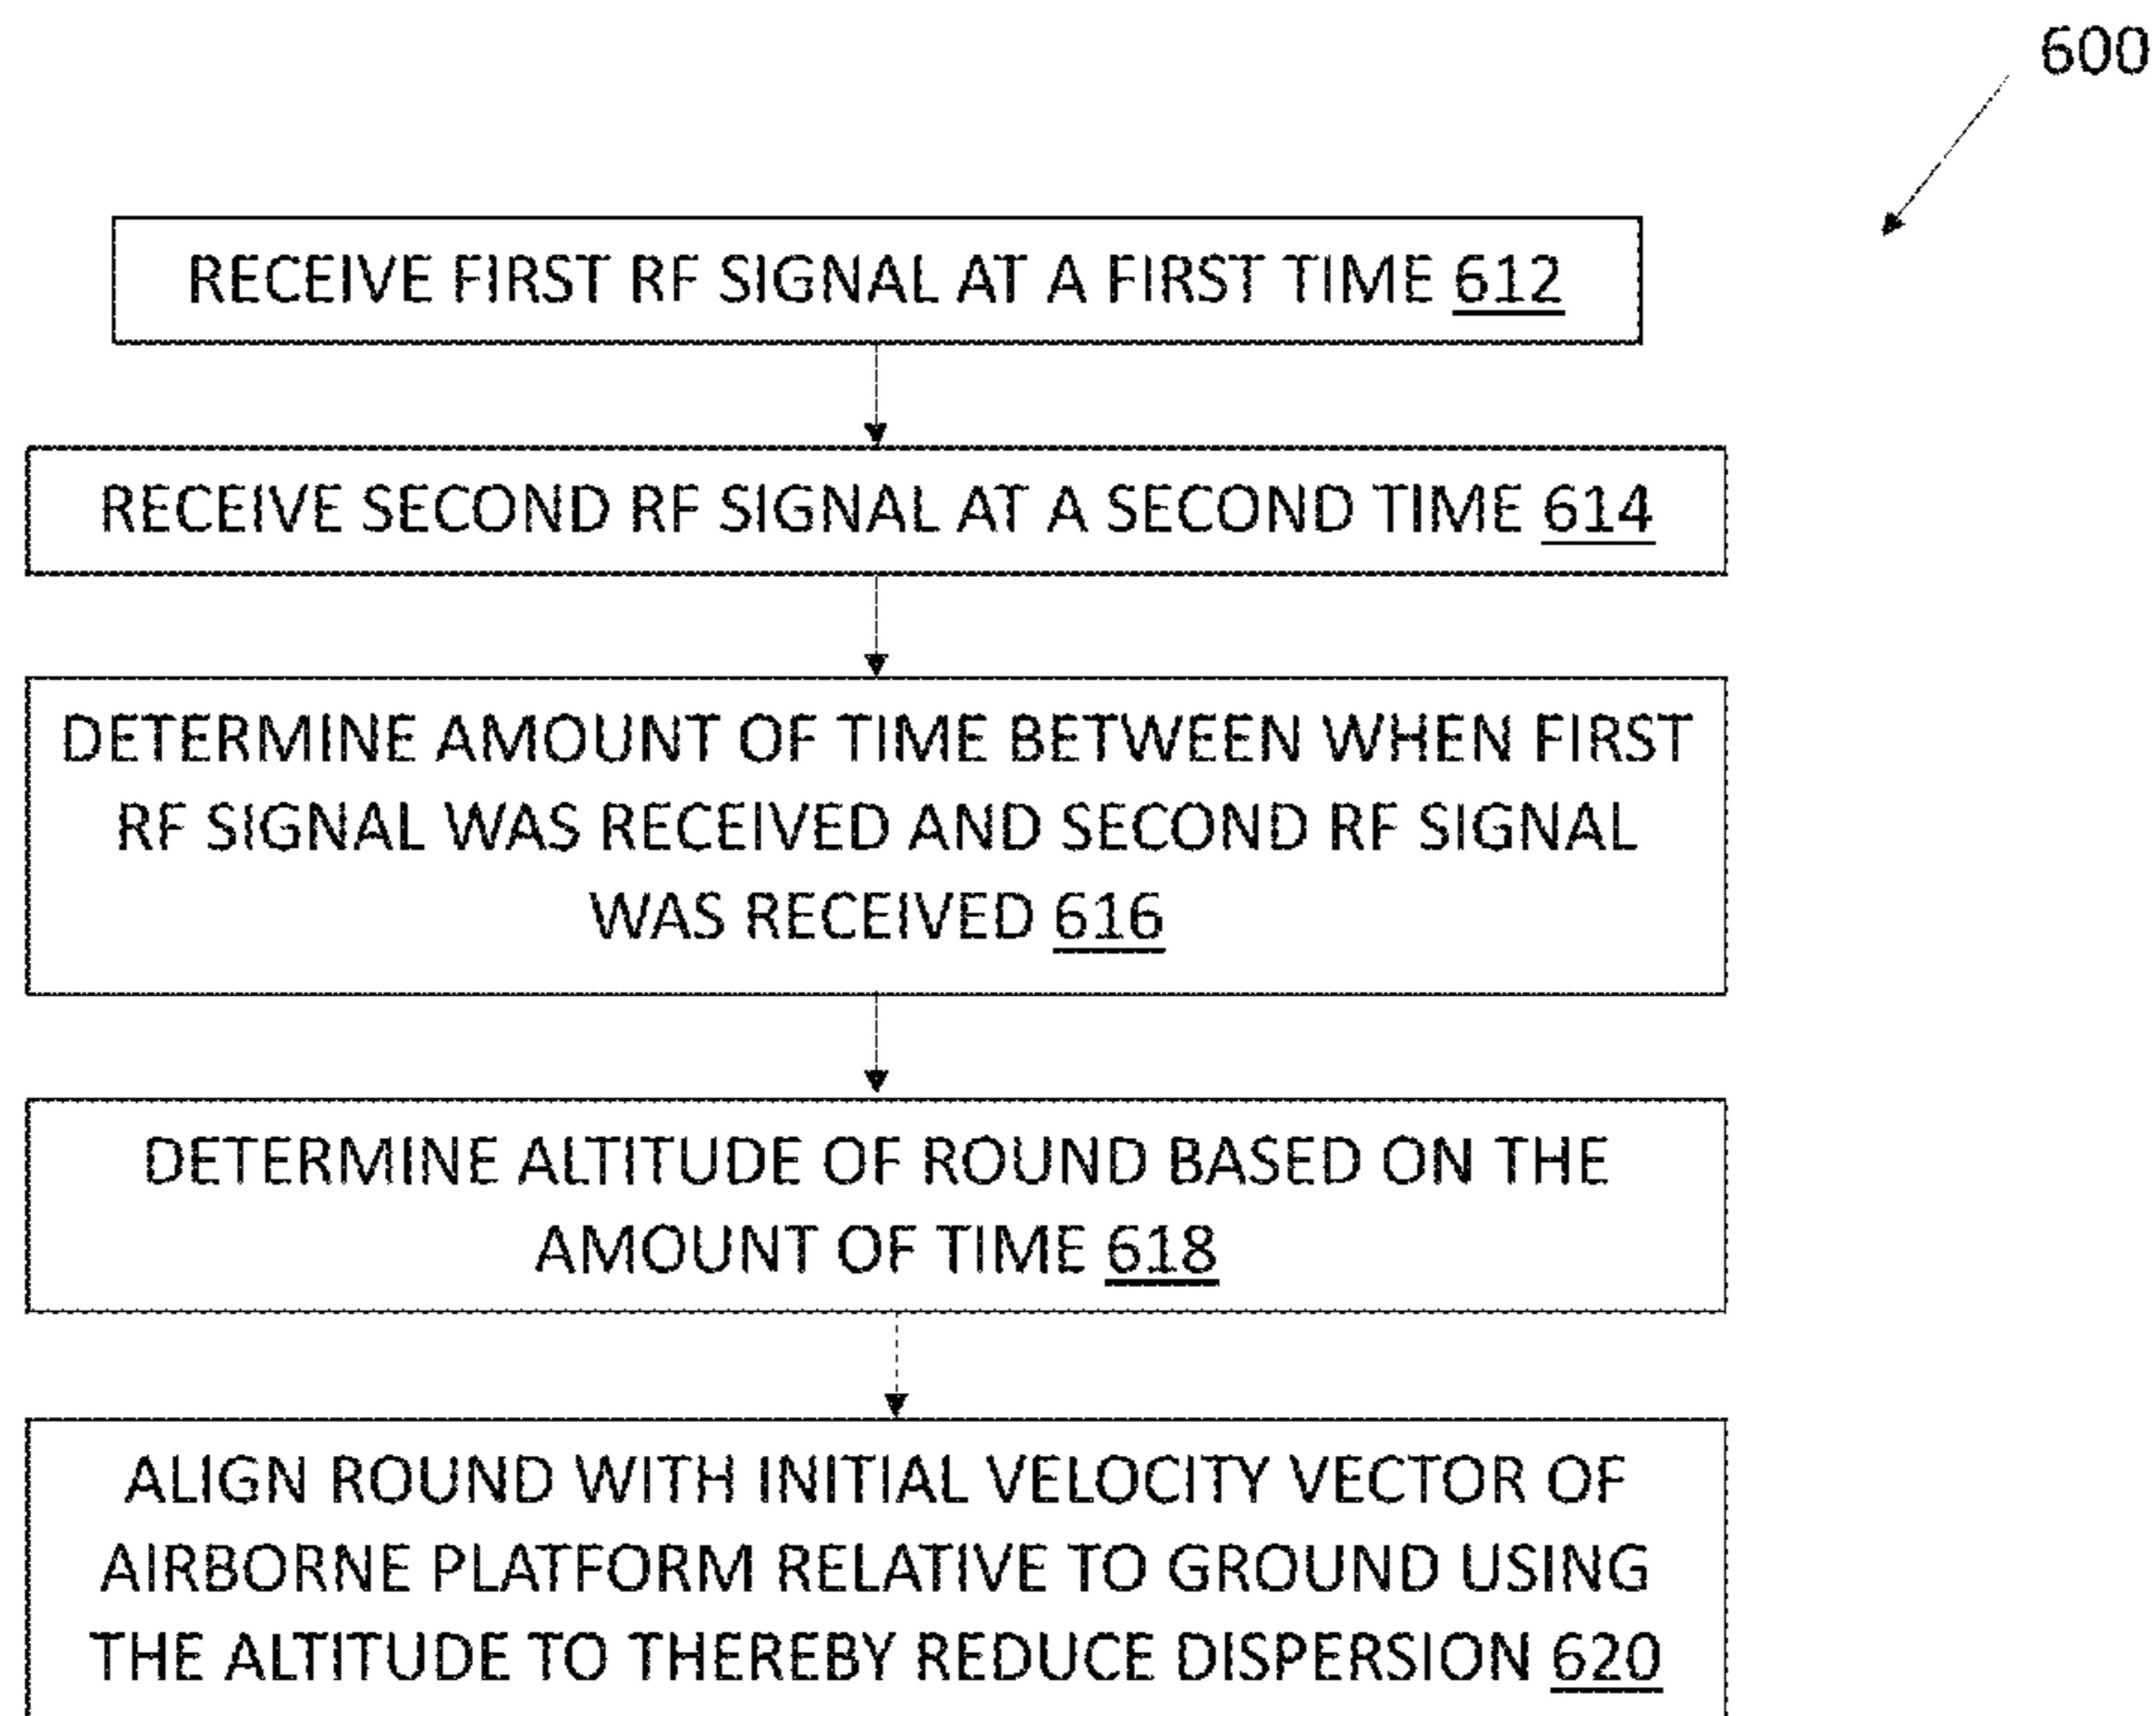 600
RECEIVE FIRST RF SIGNAL AT A FIRST TIME 612
RECEIVE SECOND RF SIGNAL AT A SECOND TIME 614
DETERMINE AMOUNT OF TIME BETWEEN WHEN FIRST
RF SIGNAL WAS RECEIVED AND SECOND RF SIGNAL
WAS RECEIVED 616
DETERMINE ALTITUDE OF ROUND BASED ON THE
AMOUNT OF TIME 618
ALIGN ROUND WITH INITIAL VELOCITY VECTOR OF
AIRBORNE PLATFORM RELATIVE TO GROUND USING
THE ALTITUDE TO THEREBY REDUCE DISPERSION 620